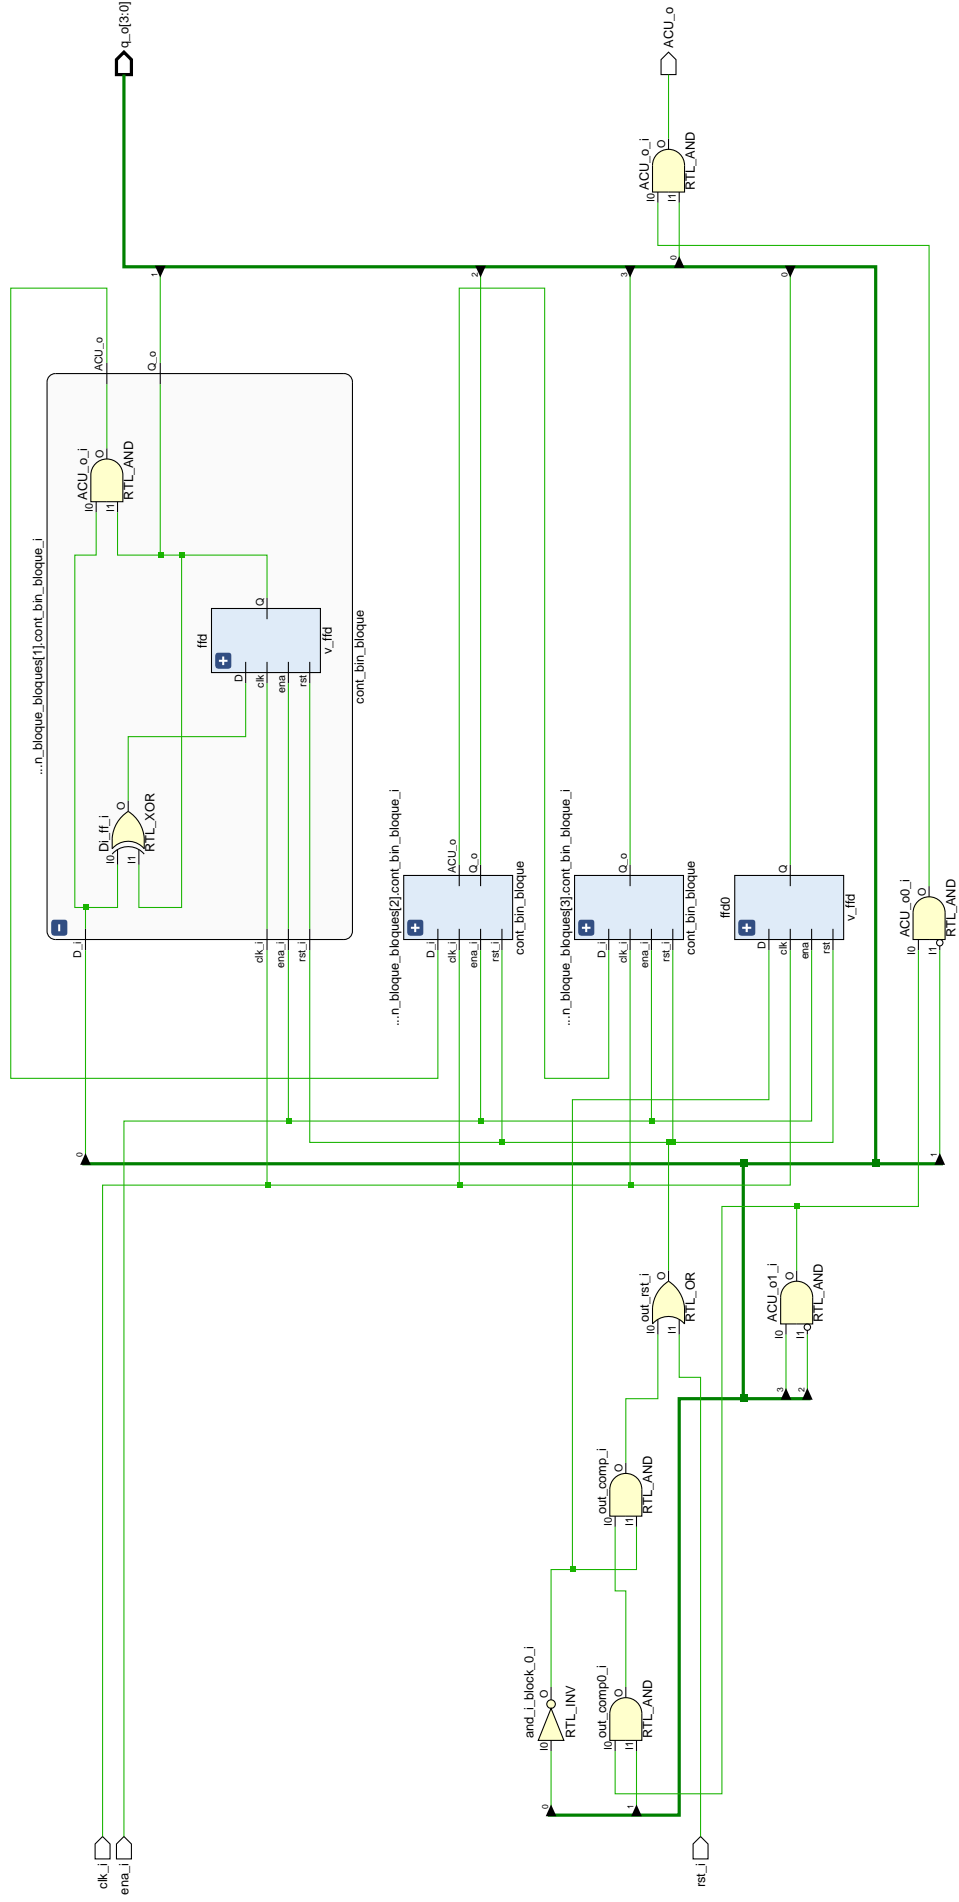 q_o[3:0]
ACU_o
ACU_o_i
RTL_AND
I0
I1
O
0
1
2
3
0
ACU_o
Q_o
...n_bloque_bloques[1].cont_bin_bloque_i
ACU_o_i
RTL_AND
I0
I1
O
ffd
v_ffd
Q
D
clk
ena
rst
Di_ff_i
RTL_XOR
I0
I1
O
cont_bin_bloque
D_i
clk_i
ena_i
rst_i
...n_bloque_bloques[2].cont_bin_bloque_i
ACU_o
Q_o
D_i
clk_i
ena_i
rst_i
cont_bin_bloque
...n_bloque_bloques[3].cont_bin_bloque_i
Q_o
D_i
clk_i
ena_i
rst_i
cont_bin_bloque
ffd0
Q
D
clk
ena
rst
v_ffd
ACU_o0_i
RTL_AND
I0
I1
O
0
1
out_rst_i
RTL_OR
I0
I1
O
ACU_o1_i
RTL_AND
I0
I1
O
3
2
out_comp_i
RTL_AND
I0
I1
O
and_i_block_0_i
RTL_INV
I0
O
out_comp0_i
RTL_AND
I0
I1
O
0
1
clk_i
ena_i
rst_i